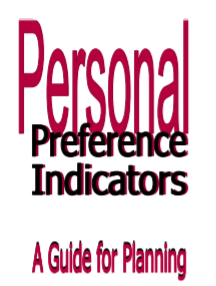 Personal
Preference
Indicators
A Guide for Planning